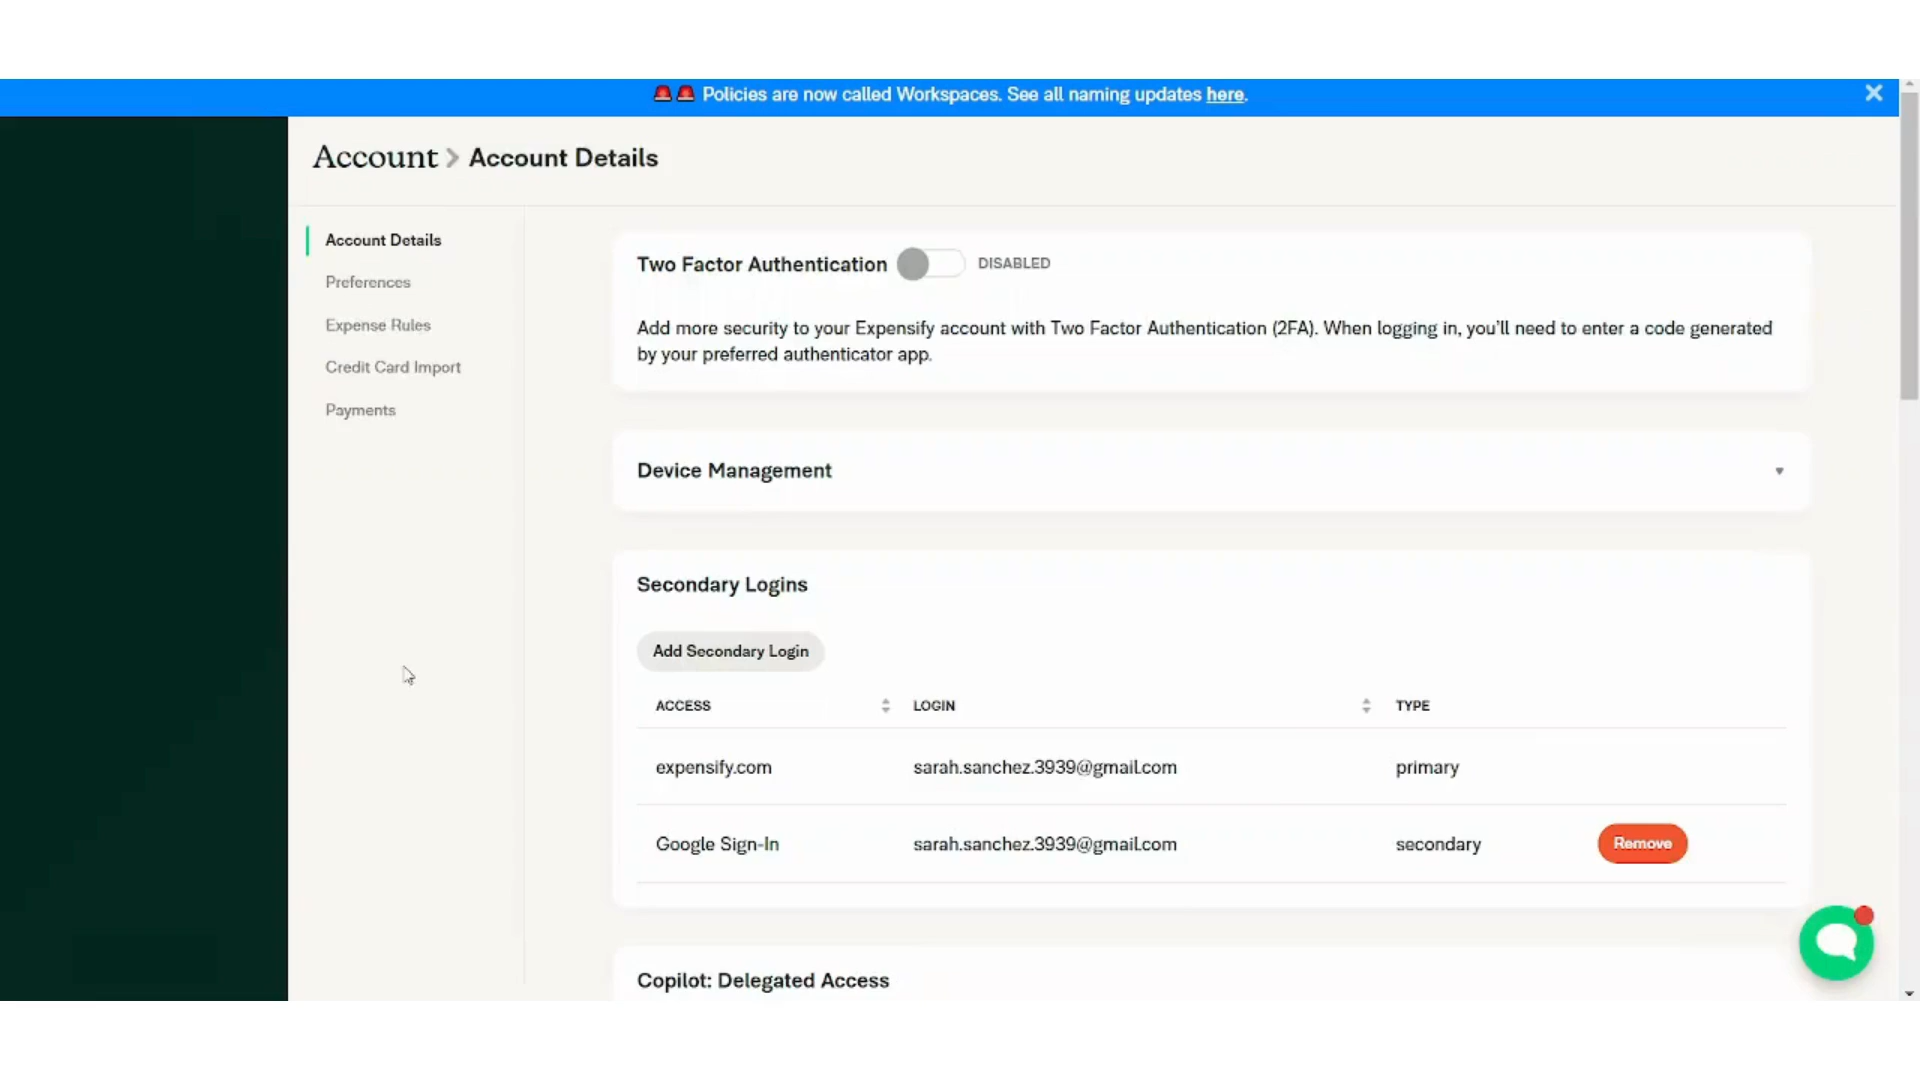 🚨🚨 Policies are now called Workspaces. See all naming updates here.
Account > Account Details
Account Details
Preferences
Expense Rules
Credit Card Import
Payments
Two Factor Authentication DISABLED
Add more security to your Expensify account with Two Factor Authentication (2FA). When logging in, you’ll need to enter a code generated
by your preferred authenticator app.
Device Management
Secondary Logins
Add Secondary Login
ACCESS LOGIN TYPE
expensify.com sarah.sanchez.3939@gmail.com primary
Google Sign-In sarah.sanchez.3939@gmail.com secondary Remove
Copilot: Delegated Access